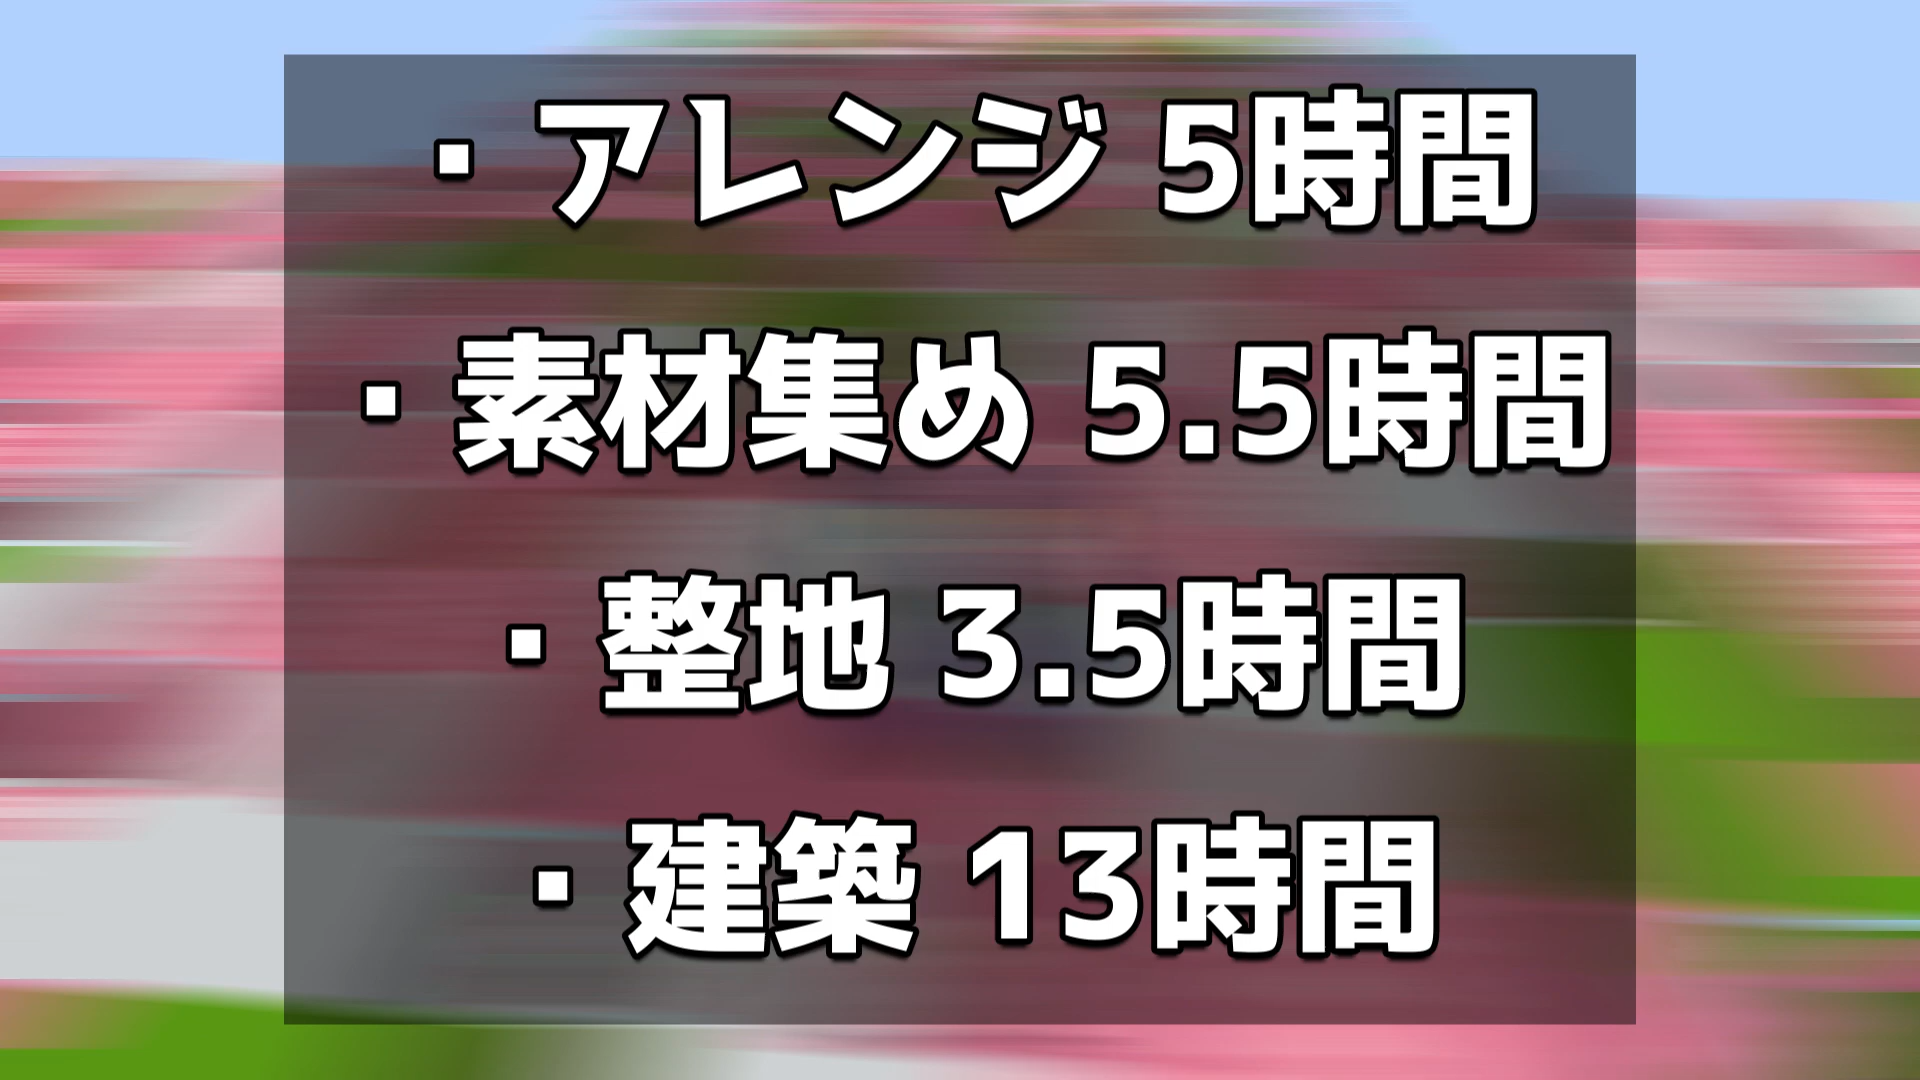 ・アレンジ 5時間
・素材集め 5.5時間
・整地 3.5時間
・建築 13時間